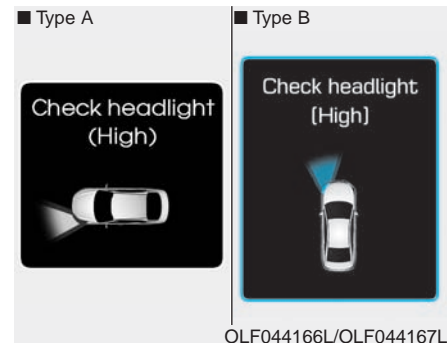 ■ Type A
Check headlight
(High)
■ Type B
Check headlight
(High)
OLF044166L/OLF044167L